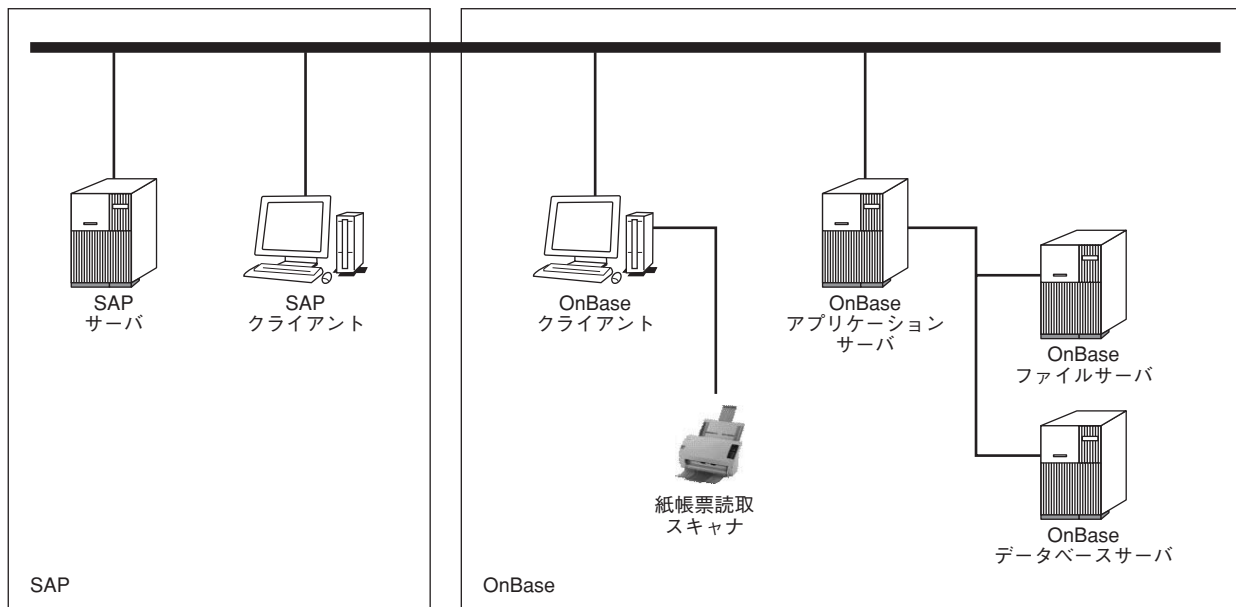 SAP
サーバ
SAP
クライアント
OnBase
クライアント
OnBase
アプリケーション
サーバ
OnBase
ファイルサーバ
紙帳票読取
スキャナ
OnBase
データベースサーバ
SAP
OnBase